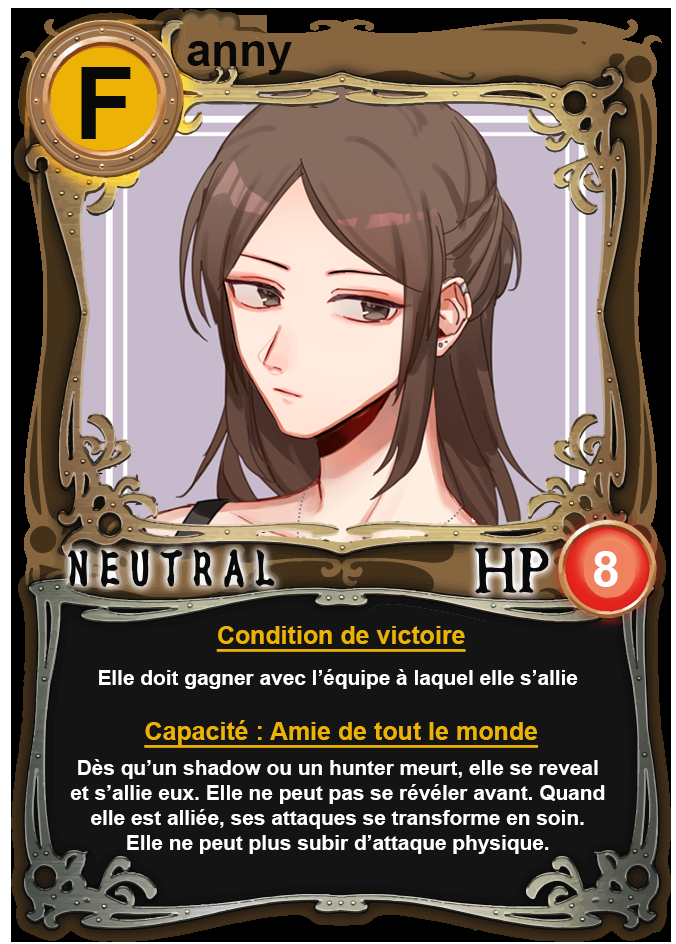 Fanny
NEUTRAL HP 8
Condition de victoire
Elle doit gagner avec l’équipe à laquel elle s’allie
Capacité : Amie de tout le monde
Dès qu’un shadow ou un hunter meurt, elle se reveal
et s’allie eux. Elle ne peut pas se révéler avant. Quand
elle est alliée, ses attaques se transforme en soin.
Elle ne peut plus subir d’attaque physique.